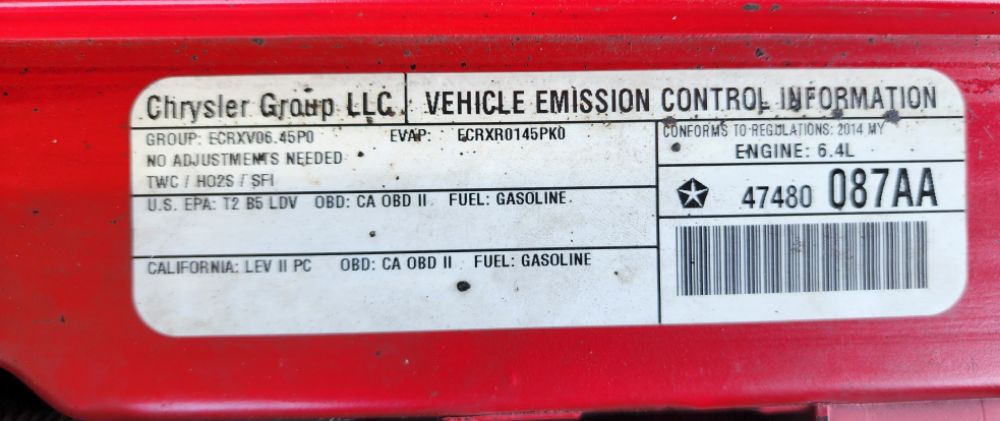 Chrysler Group LLC. VEHICLE EMISSION CONTROL INFORMATION
GROUP: ECRXV06.45P0 EVAP: ECRXR0145PK0
NO ADJUSTMENTS NEEDED
TWC / HO2S / SFI
U.S. EPA: T2 B5 LDV OBD: CA OBD II FUEL: GASOLINE
CALIFORNIA: LEV II PC OBD: CA OBD II FUEL: GASOLINE
CONFORMS TO REGULATIONS: 2014 MY
ENGINE: 6.4L
47480 087AA